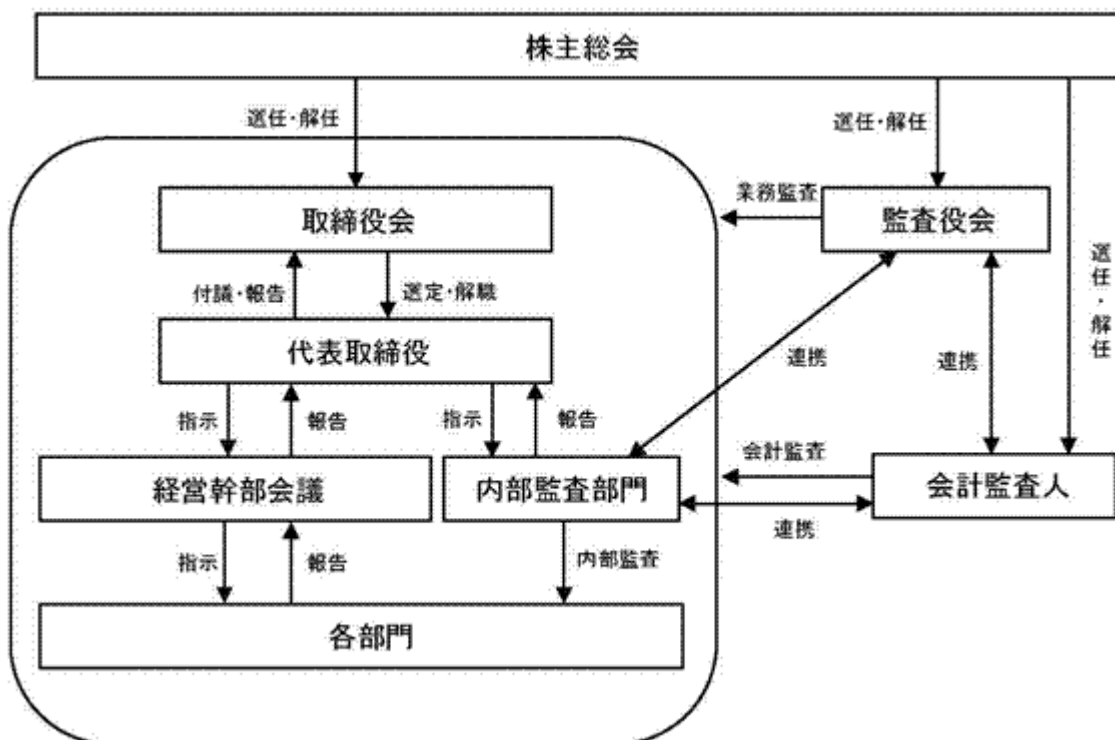 株主総会
選任・解任
選任・解任
選任・解任
取締役会
業務監査
監査役会
付議・報告
選定・解職
代表取締役
連携
連携
指示
報告
指示
報告
経営幹部会議
内部監査部門
会計監査
会計監査人
連携
指示
報告
内部監査
各部門